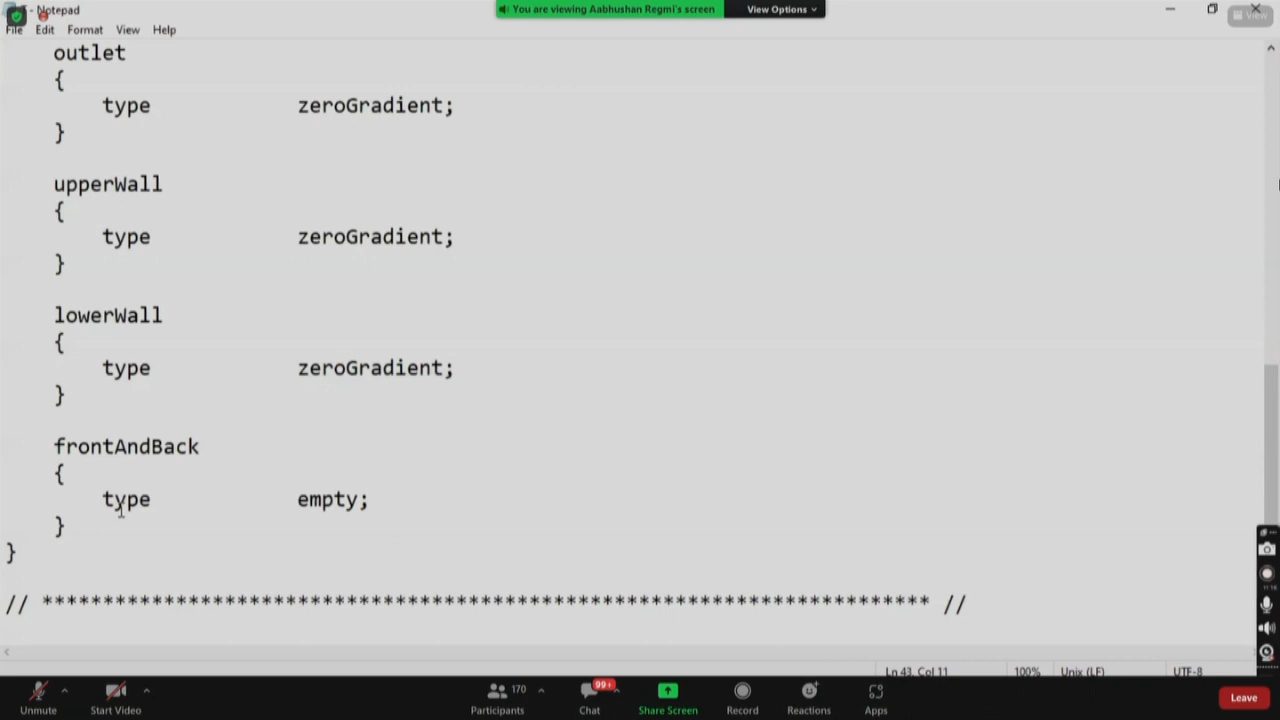 - Notepad
You are viewing Aabhushan Regmi's screen
View Options
View
File Edit Format View Help
outlet
{
type zeroGradient;
}
upperWall
{
type zeroGradient;
}
lowerWall
{
type zeroGradient;
}
frontAndBack
{
type empty;
}
}
// ************************************************************************* //
Ln 43, Col 11 100% Unix (LF) UTF-8
Unmute
Start Video
170
Participants
99+
Chat
Share Screen
Record
Reactions
Apps
Leave